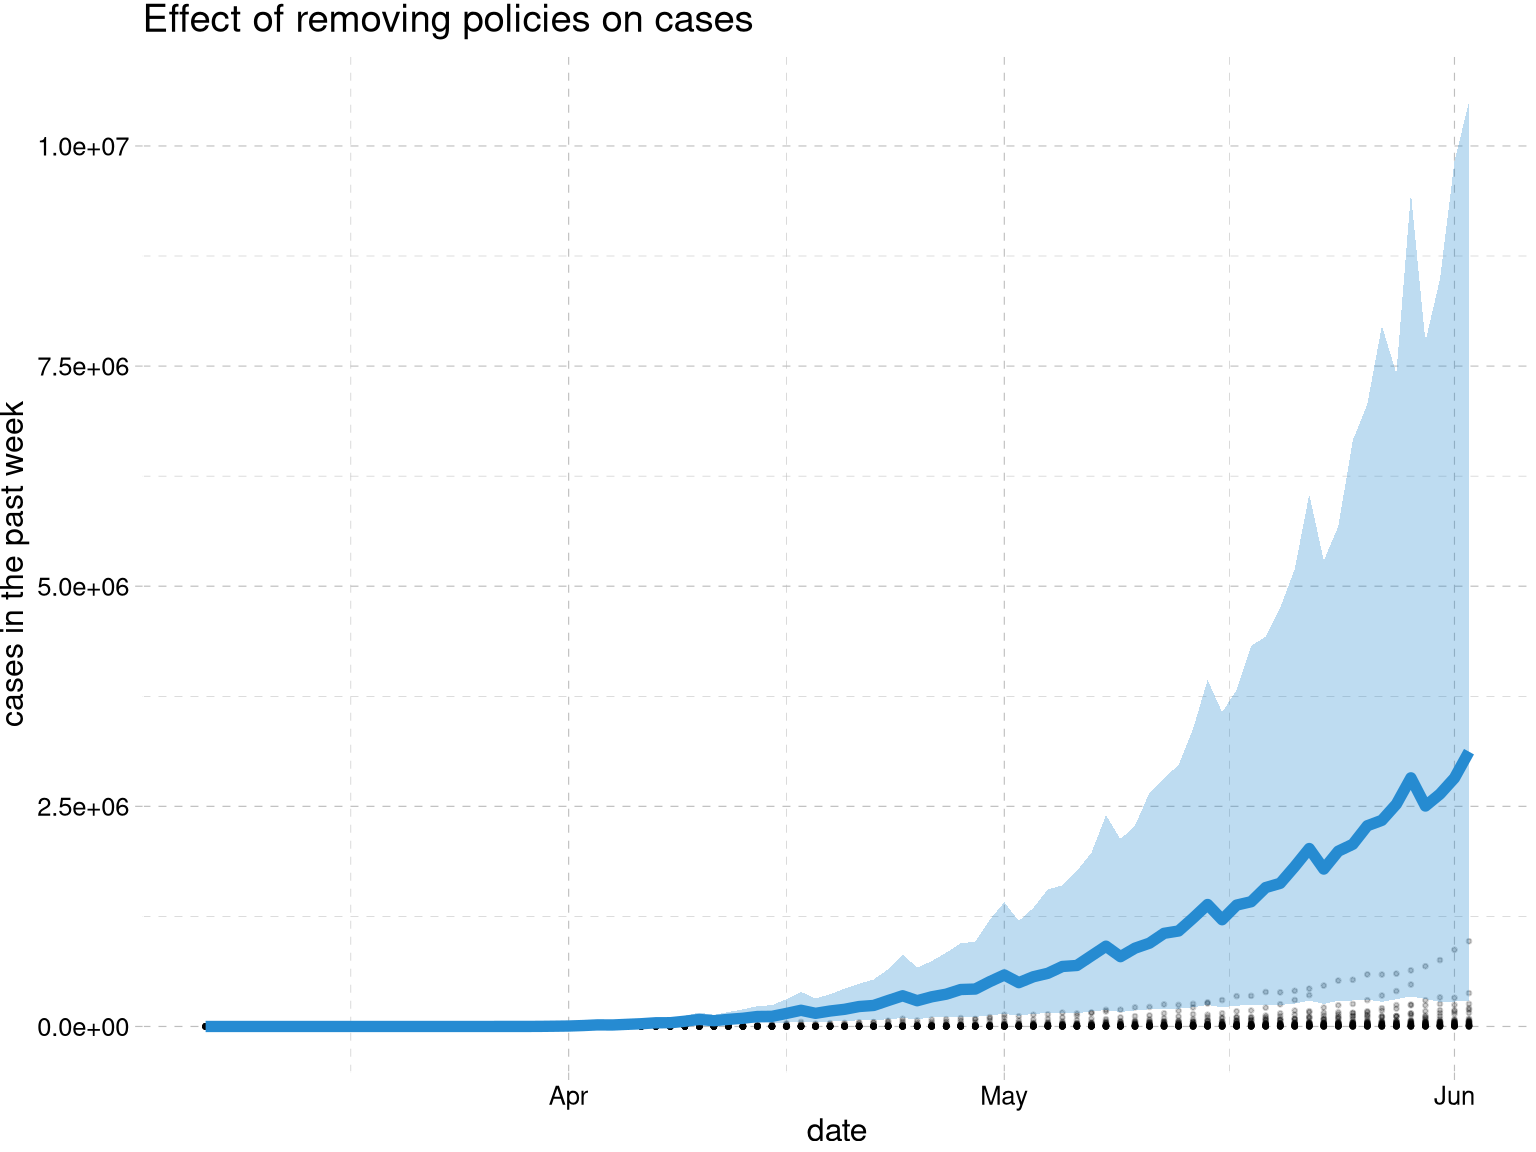 Effect of removing policies on cases
cases in the past week
1.0e+07
7.5e+06
5.0e+06
2.5e+06
0.0e+00
Apr
May
Jun
date